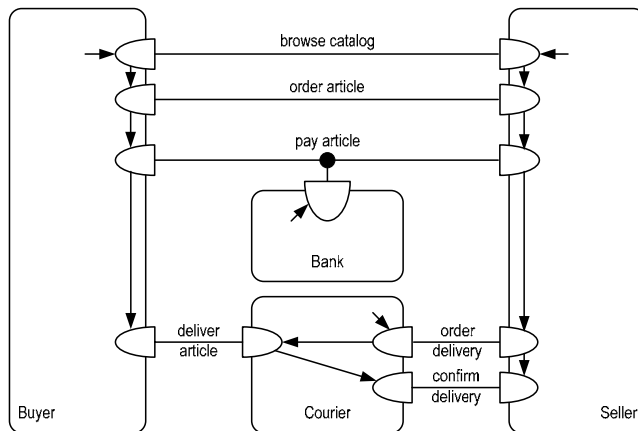 browse catalog
order article
pay article
Bank
deliver
article
order
delivery
confirm
delivery
Buyer
Courier
Seller